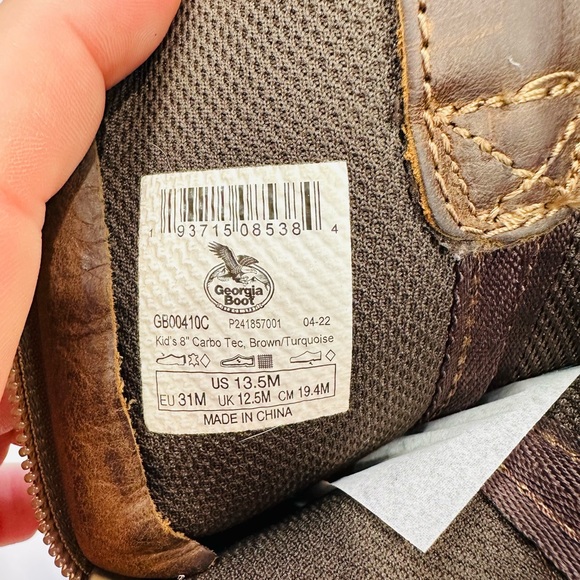 1 93715 08538 4
Georgia
Boot
GB00410C P241857001 04-22
Kid's 8" Carbo Tec, Brown/Turquoise
US 13.5M
EU 31M UK 12.5M CM 19.4M
MADE IN CHINA